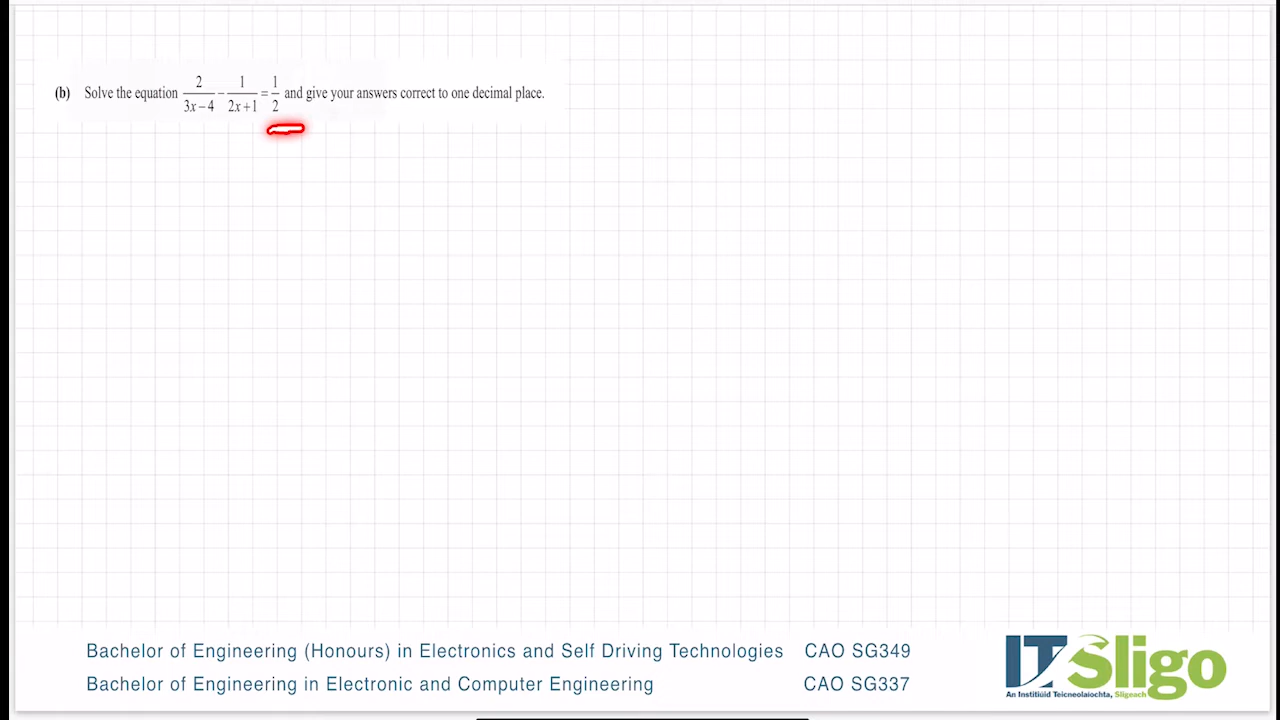 (b) Solve the equation 2/(3x – 4) – 1/(2x + 1) = 1/2 and give your answers correct to one decimal place.
Bachelor of Engineering (Honours) in Electronics and Self Driving Technologies CAO SG349
Bachelor of Engineering in Electronic and Computer Engineering CAO SG337
IT Sligo
An Institiúid Teicneolaíochta, Sligeach